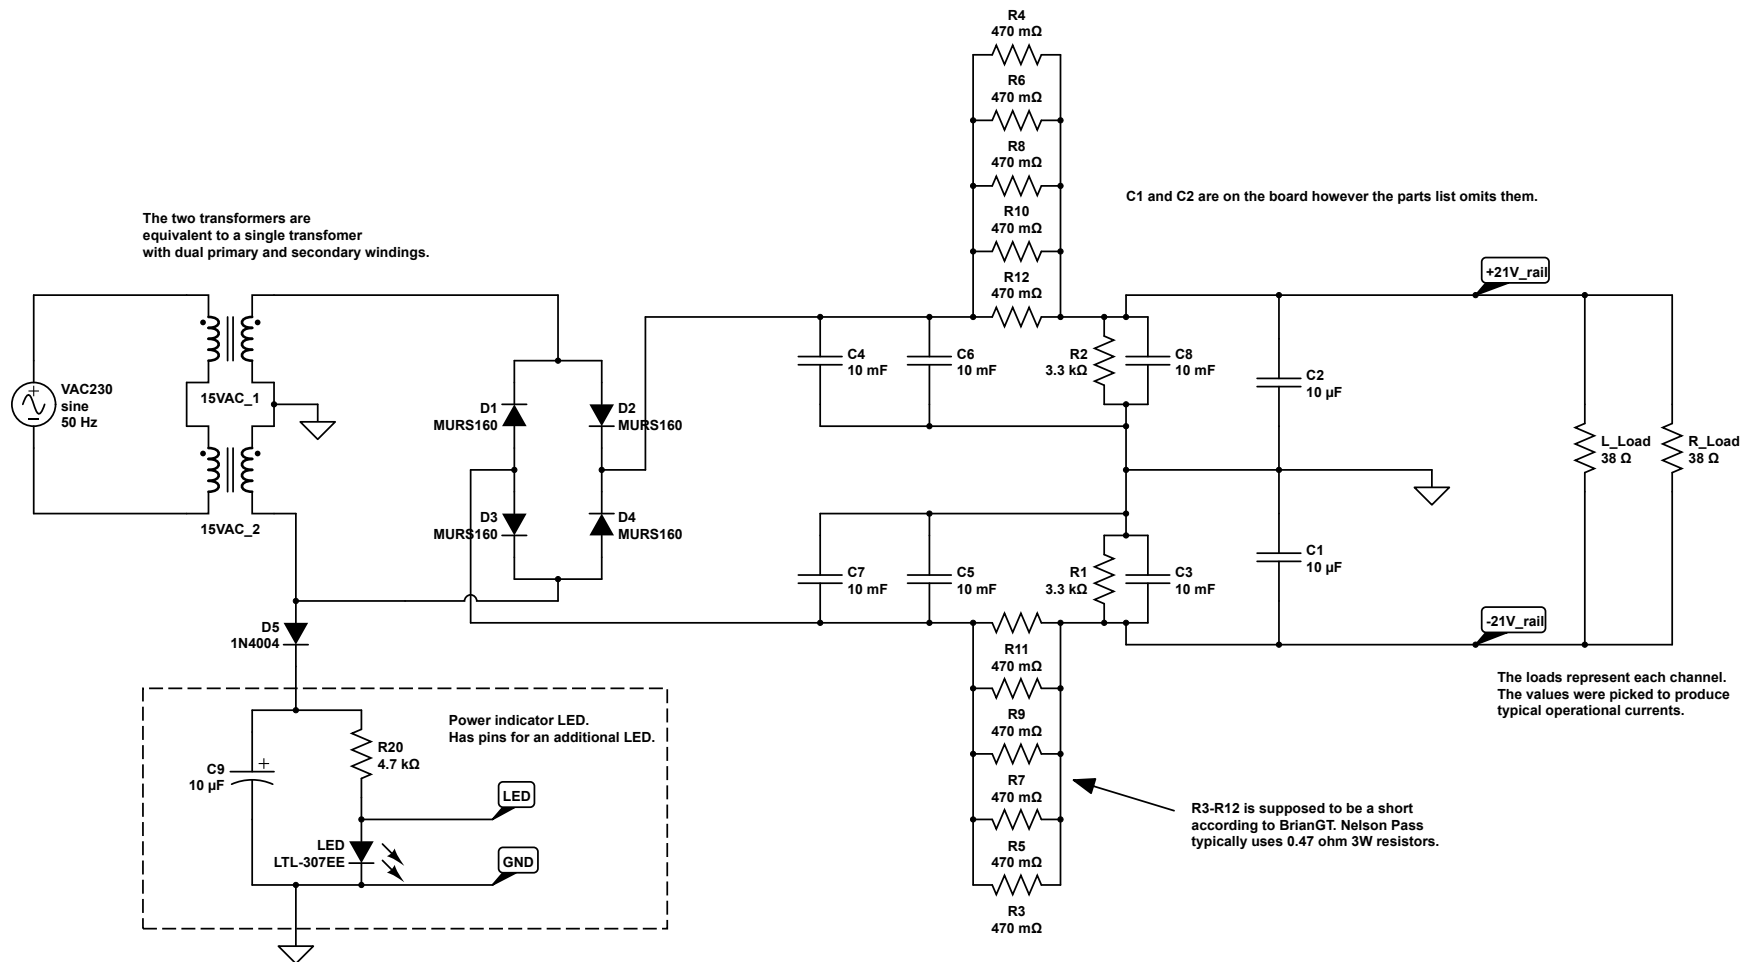 R4
470 mΩ
R6
470 mΩ
R8
470 mΩ
R10
470 mΩ
R12
470 mΩ
C1 and C2 are on the board however the parts list omits them.
The two transformers are
equivalent to a single transfomer
with dual primary and secondary windings.
+21V_rail
VAC230
sine
50 Hz
15VAC_1
15VAC_2
D1
MURS160
D2
MURS160
D3
MURS160
D4
MURS160
C4
10 mF
C6
10 mF
R2
3.3 kΩ
C8
10 mF
C2
10 µF
L_Load
38 Ω
R_Load
38 Ω
C7
10 mF
C5
10 mF
R1
3.3 kΩ
C3
10 mF
C1
10 µF
-21V_rail
D5
1N4004
R11
470 mΩ
R9
470 mΩ
R7
470 mΩ
R5
470 mΩ
R3
470 mΩ
The loads represent each channel.
The values were picked to produce
typical operational currents.
Power indicator LED.
Has pins for an additional LED.
C9
10 µF
+
R20
4.7 kΩ
LED
LED
LTL-307EE
GND
R3-R12 is supposed to be a short
according to BrianGT. Nelson Pass
typically uses 0.47 ohm 3W resistors.